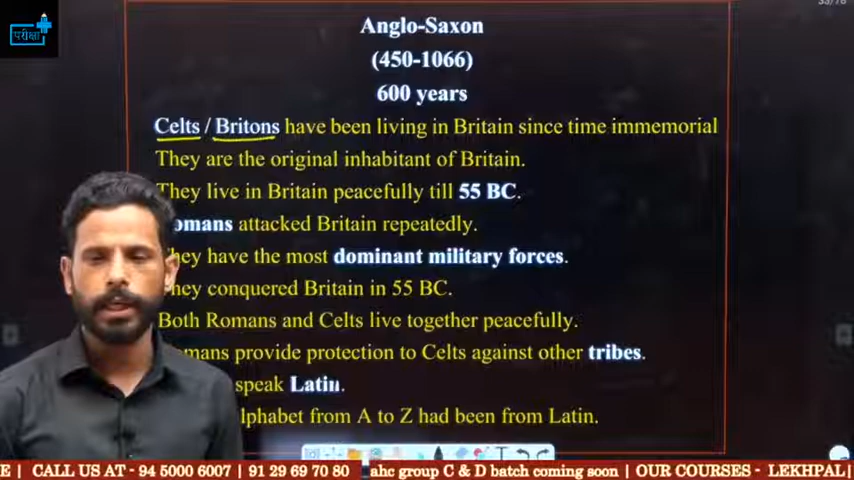 परीक्षा
Anglo-Saxon
(450-1066)
600 years
Celts / Britons have been living in Britain since time immemorial
They are the original inhabitant of Britain.
They live in Britain peacefully till 55 BC.
omans attacked Britain repeatedly.
hey have the most dominant military forces.
hey conquered Britain in 55 BC.
Both Romans and Celts live together peacefully.
omans provide protection to Celts against other tribes.
speak Latin.
lphabet from A to Z had been from Latin.
E | CALL US AT - 94 5000 6007 | 91 29 69 70 80 ahc group C & D batch coming soon | OUR COURSES - LEKHPAL|